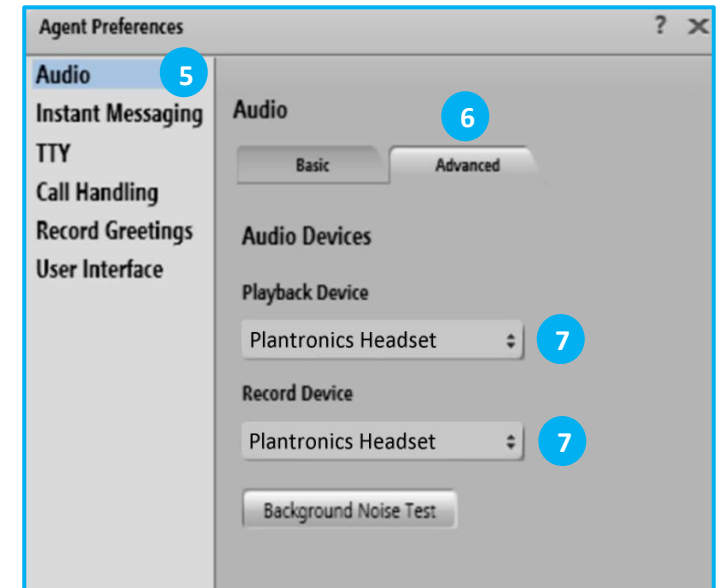 Agent Preferences ? ×
Audio 5
Instant Messaging
TTY
Call Handling
Record Greetings
User Interface
Audio
6
Basic Advanced
Audio Devices
Playback Device
Plantronics Headset 7
Record Device
Plantronics Headset 7
Background Noise Test